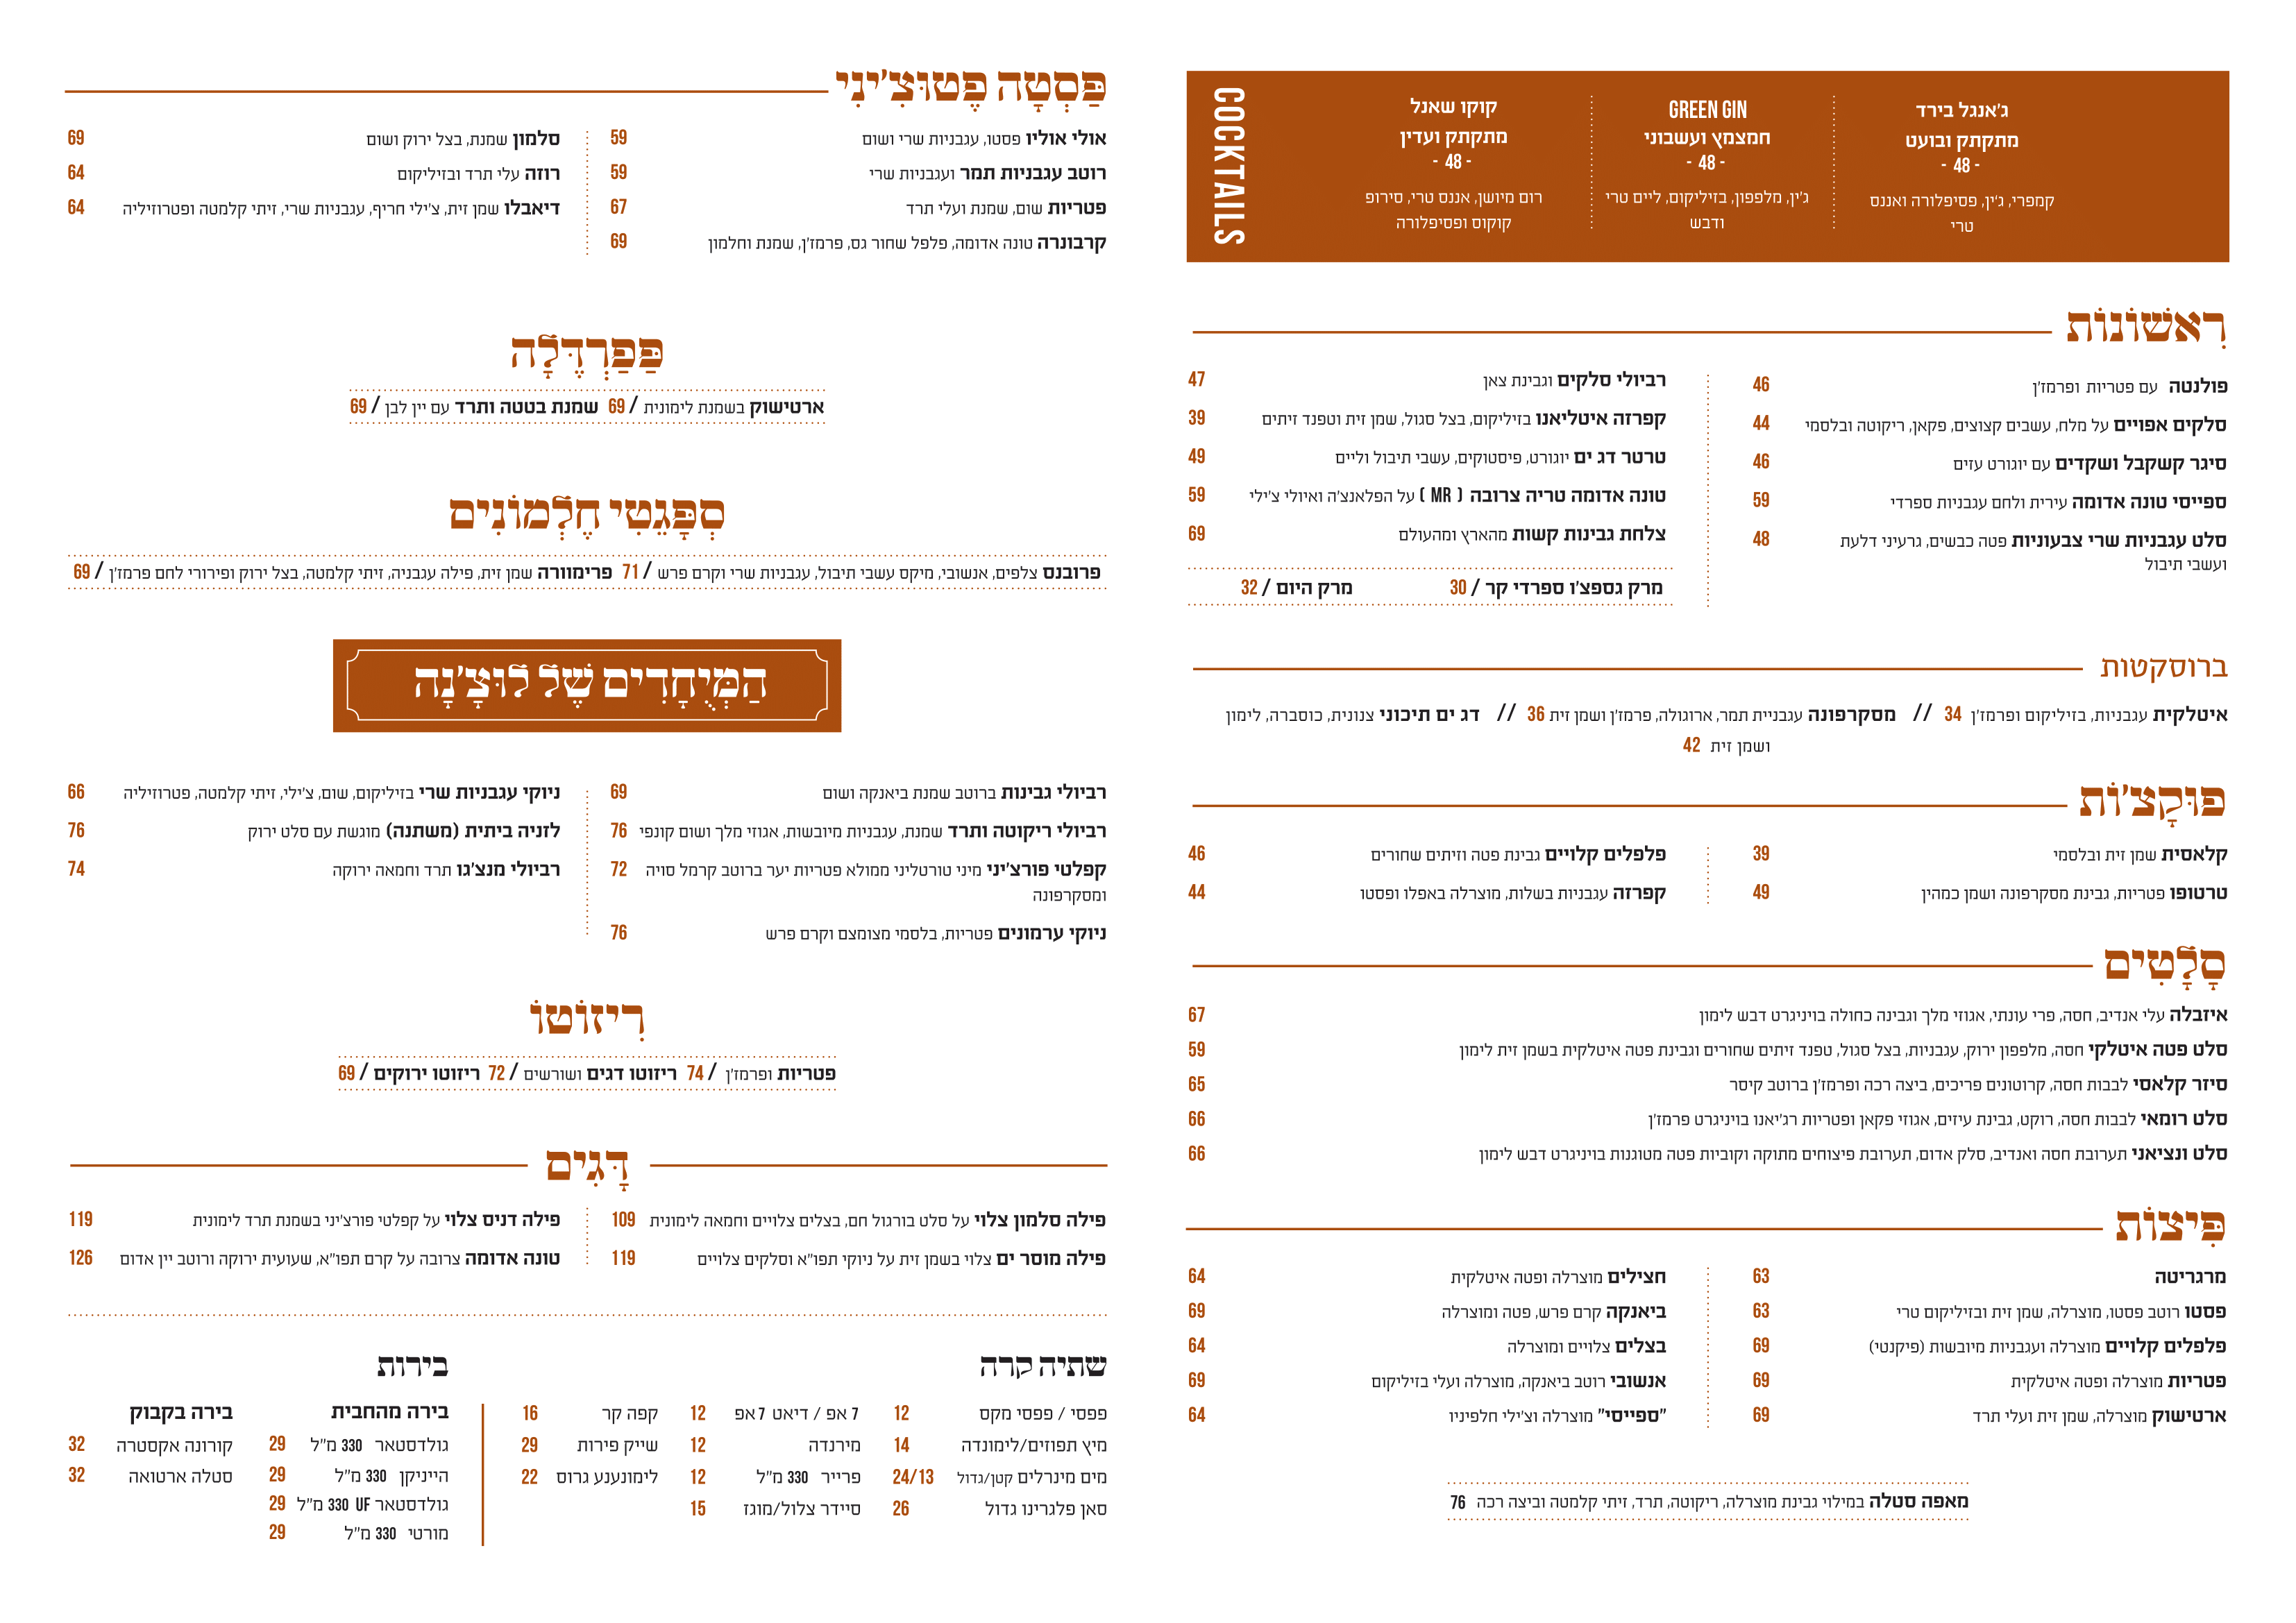 COCKTAILS
ג'אנגל בירד
מתקתק ובועט
- 48 -
קמפרי, ג'ין, פסיפלורה ואננס
טרי
GREEN GIN
חמצמץ ועשבוני
- 48 -
ג'ין, מלפפון, בזיליקום, ליים טרי
ודבש
קוקו שאנל
מתקתק ועדין
- 48 -
רום מיושן, אננס טרי, סירופ
קוקוס ופסיפלורה
רִאשׁוֹנוֹת
פולנטה עם פטריות ופרמז'ן 46
סלקים אפויים על מלח, עשבים קצוצים, פקאן, ריקוטה ובלסמי 44
סיגר קשקבל ושקדים עם יוגורט עזים 46
ספייסי טונה אדומה עירית ולחם עגבניות ספרדי 59
סלט עגבניות שרי צבעוניות פטה כבשים, גרעיני דלעת 48
ועשבי תיבול
רביולי סלקים וגבינת צאן 47
קפרזה איטליאנו בזיליקום, בצל סגול, שמן זית וטפנד זיתים 39
טרטר דג ים יוגורט, פיסטוקים, עשבי תיבול וליים 49
טונה אדומה טריה צרובה ( MR ) על הפלאנצ'ה ואיולי צ'ילי 59
צלחת גבינות קשות מהארץ ומהעולם 69
מרק גספצ'ו ספרדי קר / 30 מרק היום / 32
ברוסקטות
איטלקית עגבניות, בזיליקום ופרמז'ן 34 // מסקרפונה עגבניית תמר, ארוגולה, פרמז'ן ושמן זית 36 // דג ים תיכוני צנונית, כוסברה, לימון
ושמן זית 42
פוּקָצ'וֹת
קלאסית שמן זית ובלסמי 39
טרטופו פטריות, גבינת מסקרפונה ושמן כמהין 49
פלפלים קלויים גבינת פטה וזיתים שחורים 46
קפרזה עגבניות בשלות, מוצרלה באפלו ופסטו 44
סָלָטִים
איזבלה עלי אנדיב, חסה, פרי עונתי, אגוזי מלך וגבינה כחולה בויניגרט דבש לימון 67
סלט פטה איטלקי חסה, מלפפון ירוק, עגבניות, בצל סגול, טפנד זיתים שחורים וגבינת פטה איטלקית בשמן זית לימון 59
סיזר קלאסי לבבות חסה, קרוטונים פריכים, ביצה רכה ופרמז'ן ברוטב קיסר 65
סלט רומאי לבבות חסה, רוקט, גבינת עיזים, אגוזי פקאן ופטריות רג'יאנו בויניגרט פרמז'ן 66
סלט ונציאני תערובת חסה ואנדיב, סלק אדום, תערובת פיצוחים מתוקה וקוביות פטה מטוגנות בויניגרט דבש לימון 66
פִּיצוֹת
מרגריטה 63
פסטו רוטב פסטו, מוצרלה, שמן זית ובזיליקום טרי 63
פלפלים קלויים מוצרלה ועגבניות מיובשות (פיקנטי) 69
פטריות מוצרלה ופטה איטלקית 69
ארטישוק מוצרלה, שמן זית ועלי תרד 69
חצילים מוצרלה ופטה איטלקית 64
ביאנקה קרם פרש, פטה ומוצרלה 69
בצלים צלויים ומוצרלה 64
אנשובי רוטב ביאנקה, מוצרלה ועלי בזיליקום 69
"ספייסי" מוצרלה וצ'ילי חלפיניו 64
מאפה סטלה במילוי גבינת מוצרלה, ריקוטה, תרד, זיתי קלמטה וביצה רכה 76
פַּסְטָה פֶטוּצִ'ינִי
אולי אוליו פסטו, עגבניות שרי ושום 59
רוטב עגבניות תמר ועגבניות שרי 59
פטריות שום, שמנת ועלי תרד 67
קרבונרה טונה אדומה, פלפל שחור גס, פרמז'ן, שמנת וחלמון 69
סלמון שמנת, בצל ירוק ושום 69
רוזה עלי תרד ובזיליקום 64
דיאבלו שמן זית, צ'ילי חריף, עגבניות שרי, זיתי קלמטה ופטרוזיליה 64
פַּפַּרְדֶּלָה
ארטישוק בשמנת לימונית / 69 שמנת בטטה ותרד עם יין לבן / 69
סְפָּגֶטִי חֶלְמוֹנִים
פרובנס צלפים, אנשובי, מיקס עשבי תיבול, עגבניות שרי וקרם פרש / 71 פרימוורה שמן זית, פילה עגבניה, זיתי קלמטה, בצל ירוק ופירורי לחם פרמז'ן / 69
הַמְּיֻחָדִים שֶׁל לוּצָ'נָה
רביולי גבינות ברוטב שמנת ביאנקה ושום 69
רביולי ריקוטה ותרד שמנת, עגבניות מיובשות, אגוזי מלך ושום קונפי 76
קפלטי פורצ'יני מיני טורטליני ממולא פטריות יער ברוטב קרמל סויה 72
ומסקרפונה
ניוקי ערמונים פטריות, בלסמי מצומצם וקרם פרש 76
ניוקי עגבניות שרי בזיליקום, שום, צ'ילי, זיתי קלמטה, פטרוזיליה 66
לזניה ביתית (משתנה) מוגשת עם סלט ירוק 76
רביולי מנצ'גו תרד וחמאה ירוקה 74
רִיזוֹטוֹ
פטריות ופרמז'ן / 74 ריזוטו דגים ושורשים / 72 ריזוטו ירוקים / 69
דָּגִים
פילה סלמון צלוי על סלט בורגול חם, בצלים צלויים וחמאה לימונית 109
פילה מוסר ים צלוי בשמן זית על ניוקי תפו"א וסלקים צלויים 119
פילה דניס צלוי על קפלטי פורצ'יני בשמנת תרד לימונית 119
טונה אדומה צרובה על קרם תפו"א, שעועית ירוקה ורוטב יין אדום 126
שתיה קרה
פפסי / פפסי מקס 12
מיץ תפוזים/לימונדה 14
מים מינרלים קטן/גדול 24/13
סאן פלגרינו גדול 26
7 אפ / דיאט 7 אפ 12
מירנדה 12
פרייר 330 מ"ל 12
סיידר צלול/מוגז 15
קפה קר 16
שייק פירות 29
לימונענע גרוס 22
בירות
בירה מהחבית
גולדסטאר 330 מ"ל 29
הייניקן 330 מ"ל 29
גולדסטאר 330 UF מ"ל 29
מורטי 330 מ"ל 29
בירה בקבוק
קורונה אקסטרה 32
סטלה ארטואה 32